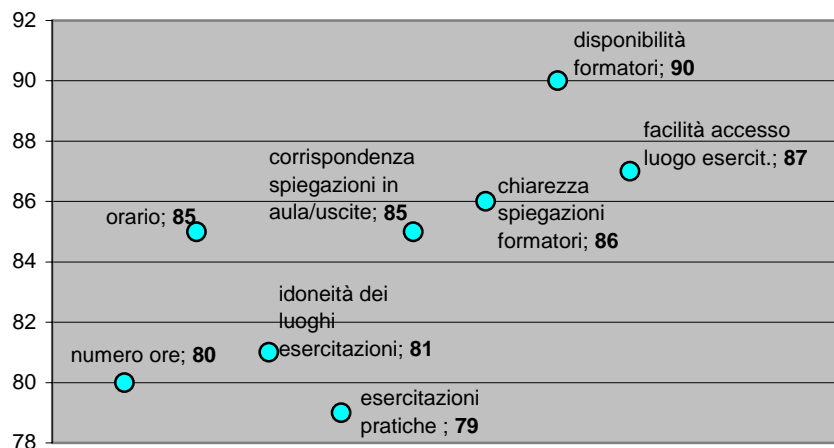 92
90
88
86
84
82
80
78
disponibilità
formatori; 90
facilità accesso
luogo esercit.; 87
corrispondenza
spiegazioni in
aula/uscite; 85
chiarezza
spiegazioni
formatori; 86
orario; 85
idoneità dei
luoghi
esercitazioni; 81
numero ore; 80
esercitazioni
pratiche ; 79